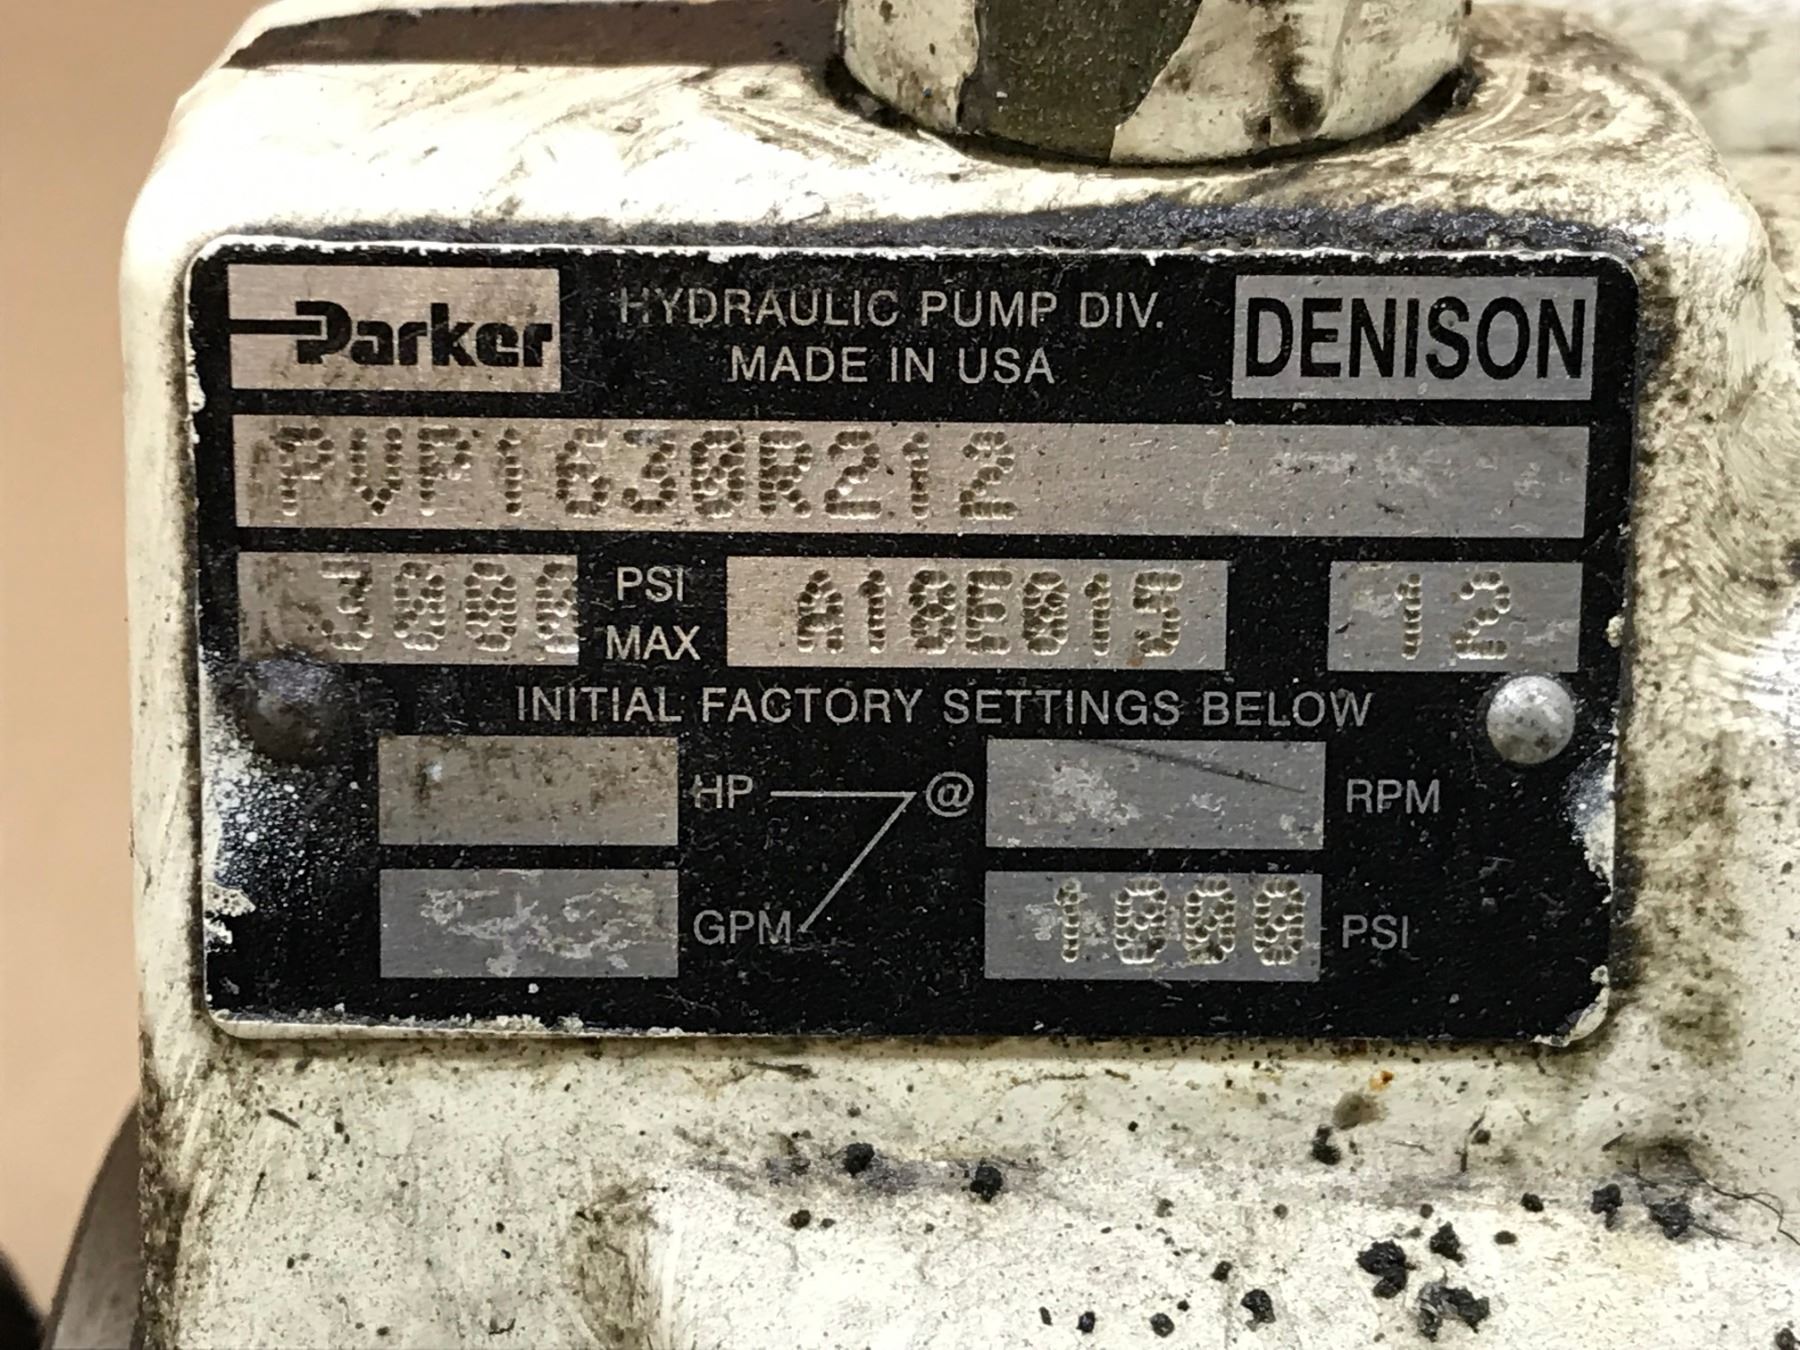 Parker HYDRAULIC PUMP DIV. DENISON
MADE IN USA
PVP1630R212
3000 PSI MAX A18E015 12
INITIAL FACTORY SETTINGS BELOW
HP @ RPM
GPM 1000 PSI